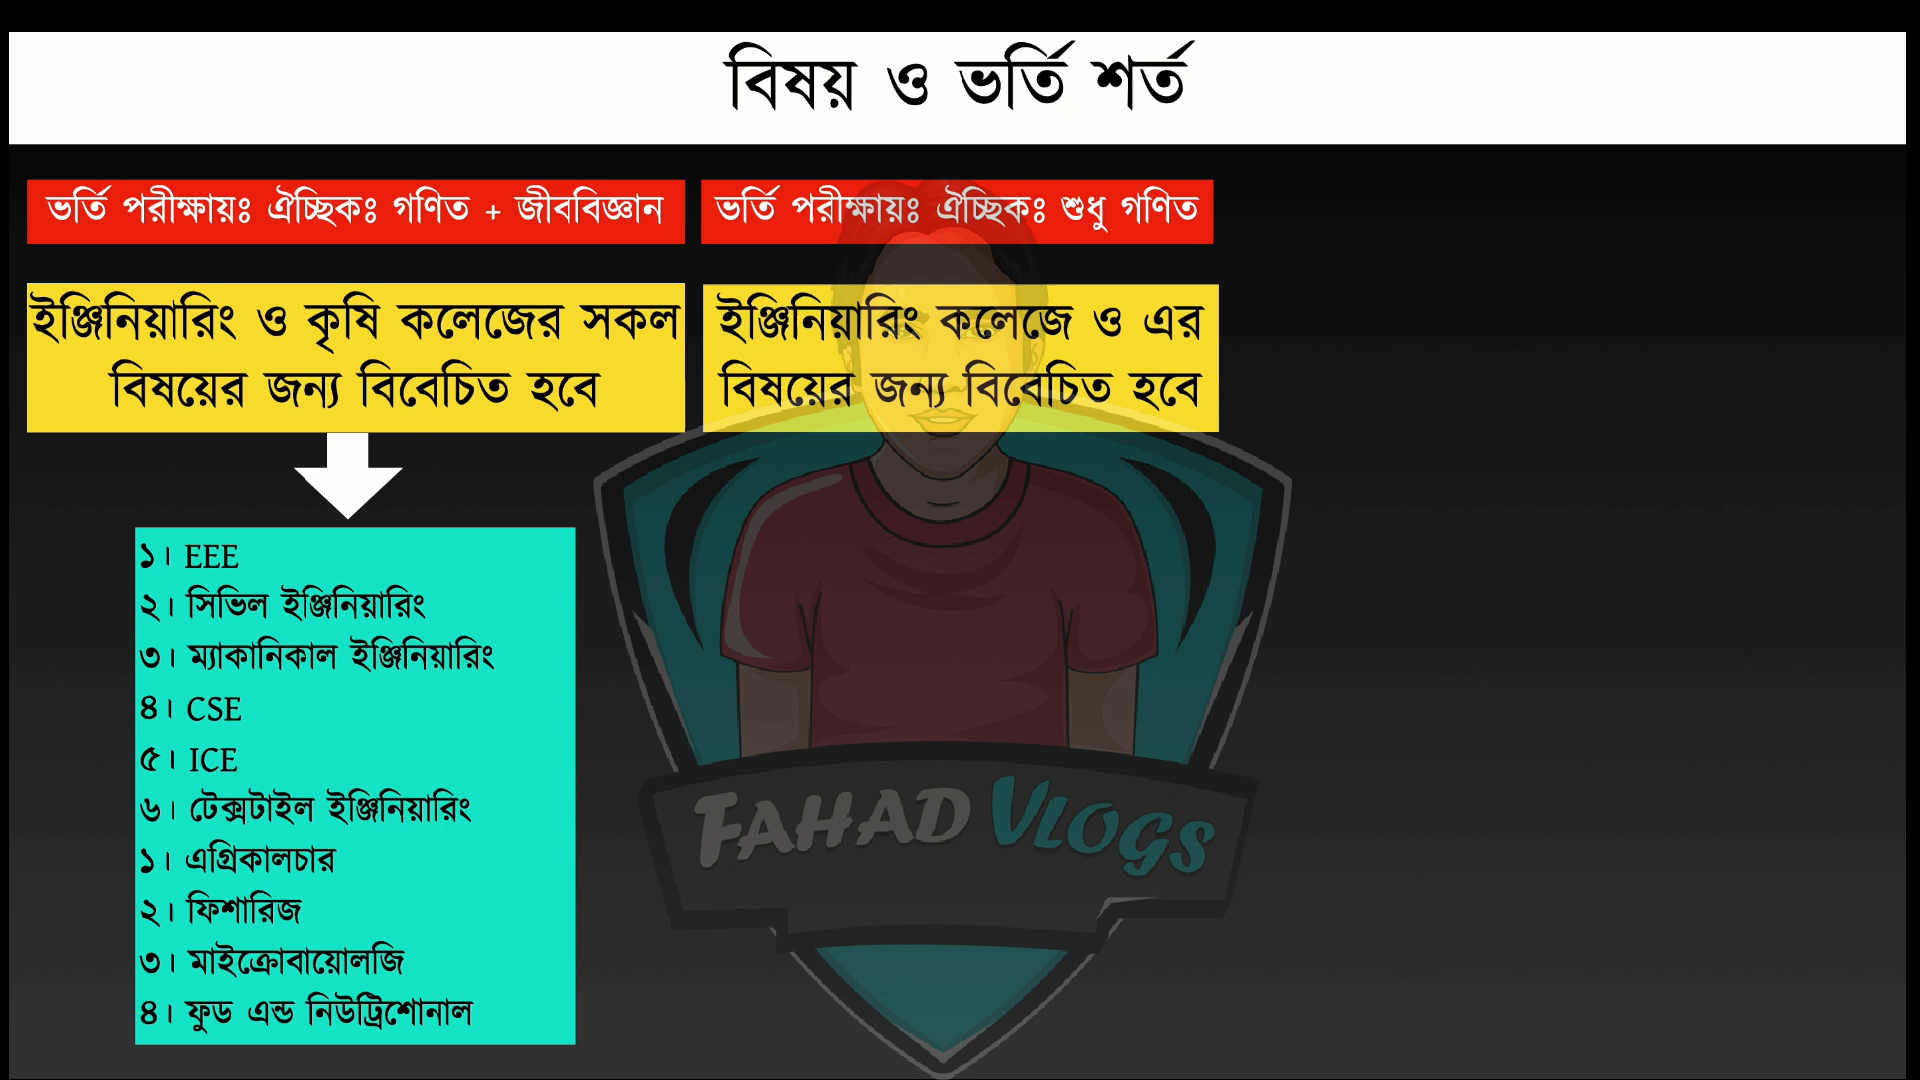 বিষয় ও ভর্তি শর্ত
ভর্তি পরীক্ষায়ঃ ঐচ্ছিকঃ গণিত + জীববিজ্ঞান
ভর্তি পরীক্ষায়ঃ ঐচ্ছিকঃ শুধু গণিত
ইঞ্জিনিয়ারিং ও কৃষি কলেজের সকল
বিষয়ের জন্য বিবেচিত হবে
ইঞ্জিনিয়ারিং কলেজে ও এর
বিষয়ের জন্য বিবেচিত হবে
১। EEE
২। সিভিল ইঞ্জিনিয়ারিং
৩। ম্যাকানিকাল ইঞ্জিনিয়ারিং
৪। CSE
৫। ICE
৬। টেক্সটাইল ইঞ্জিনিয়ারিং
১। এগ্রিকালচার
২। ফিশারিজ
৩। মাইক্রোবায়োলজি
৪। ফুড এন্ড নিউট্রিশোনাল
FAHAD VLOGS